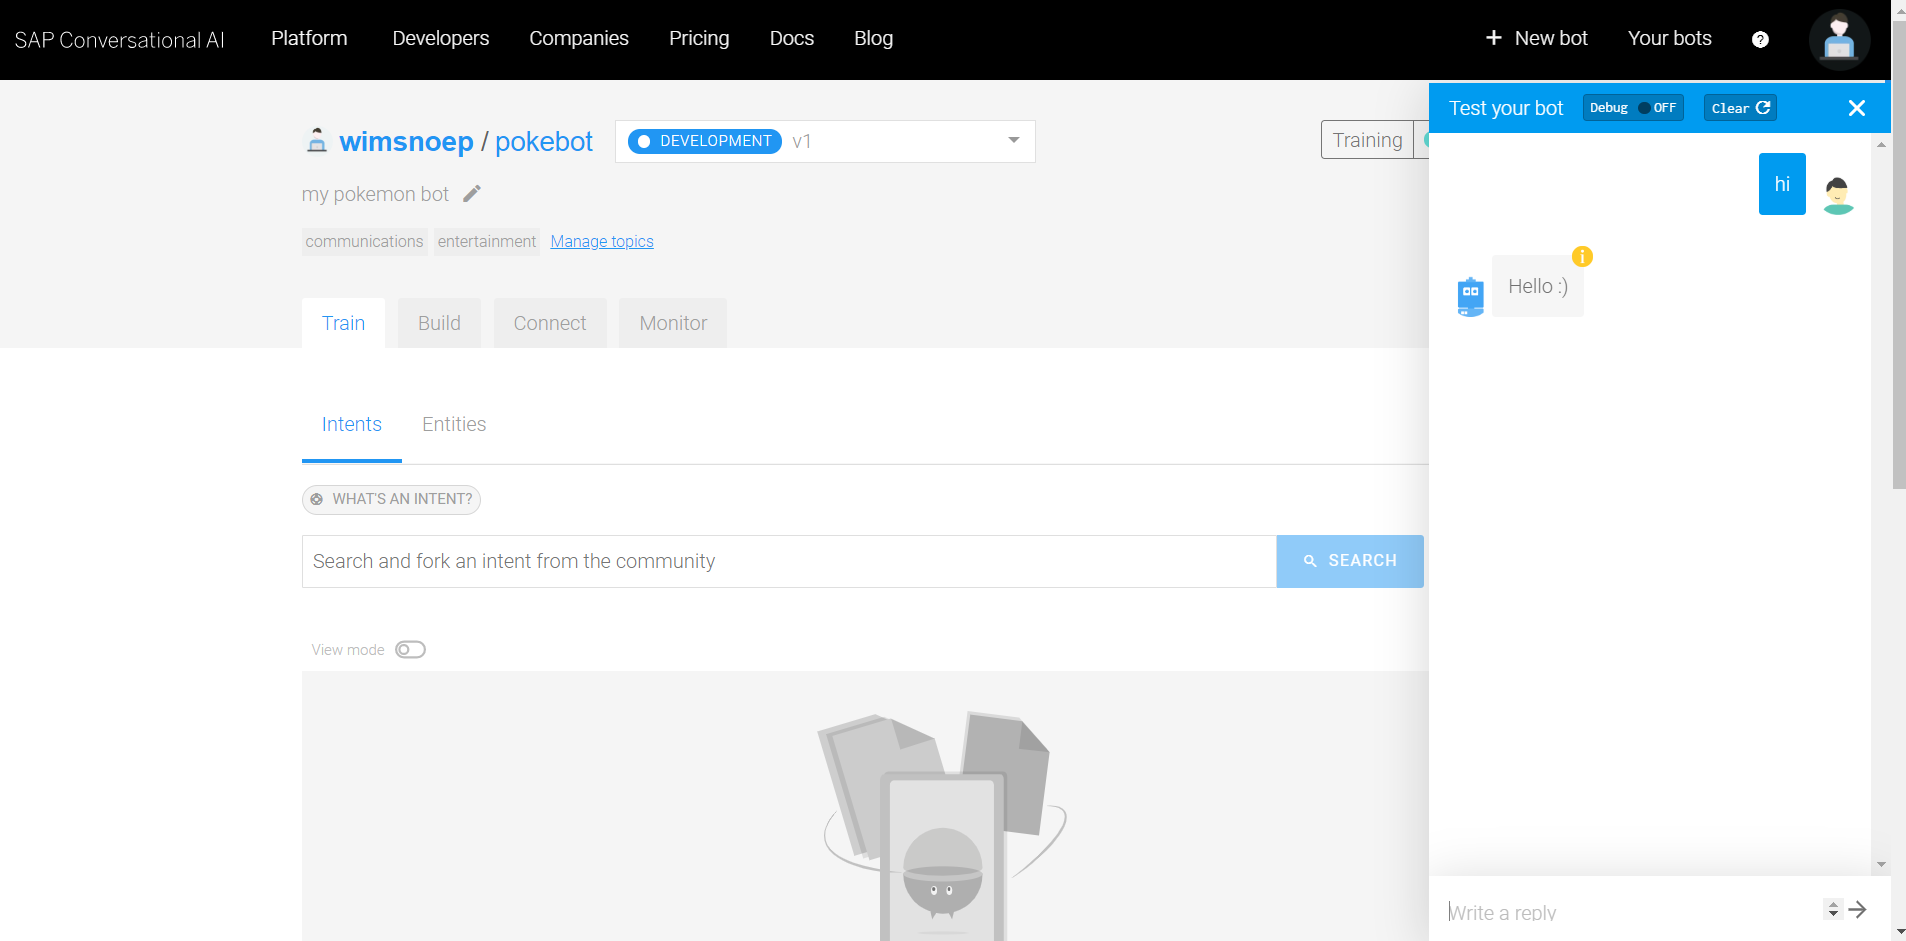 SAP Conversational AI Platform Developers Companies Pricing Docs Blog + New bot Your bots ?
wimsnoep / pokebot DEVELOPMENT v1 Training
my pokemon bot
communications entertainment Manage topics
Train Build Connect Monitor
Intents Entities
WHAT'S AN INTENT?
Search and fork an intent from the community SEARCH
View mode
Test your bot Debug OFF Clear
hi
i
Hello :)
Write a reply